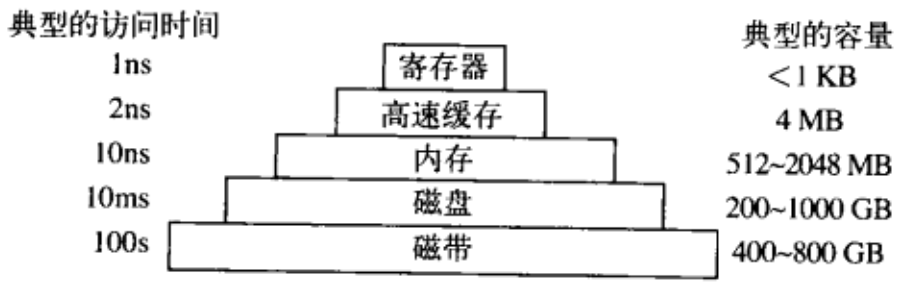 典型的访问时间 典型的容量
1ns 寄存器 <1 KB
2ns 高速缓存 4 MB
10ns 内存 512~2048 MB
10ms 磁盘 200~1000 GB
100s 磁带 400~800 GB